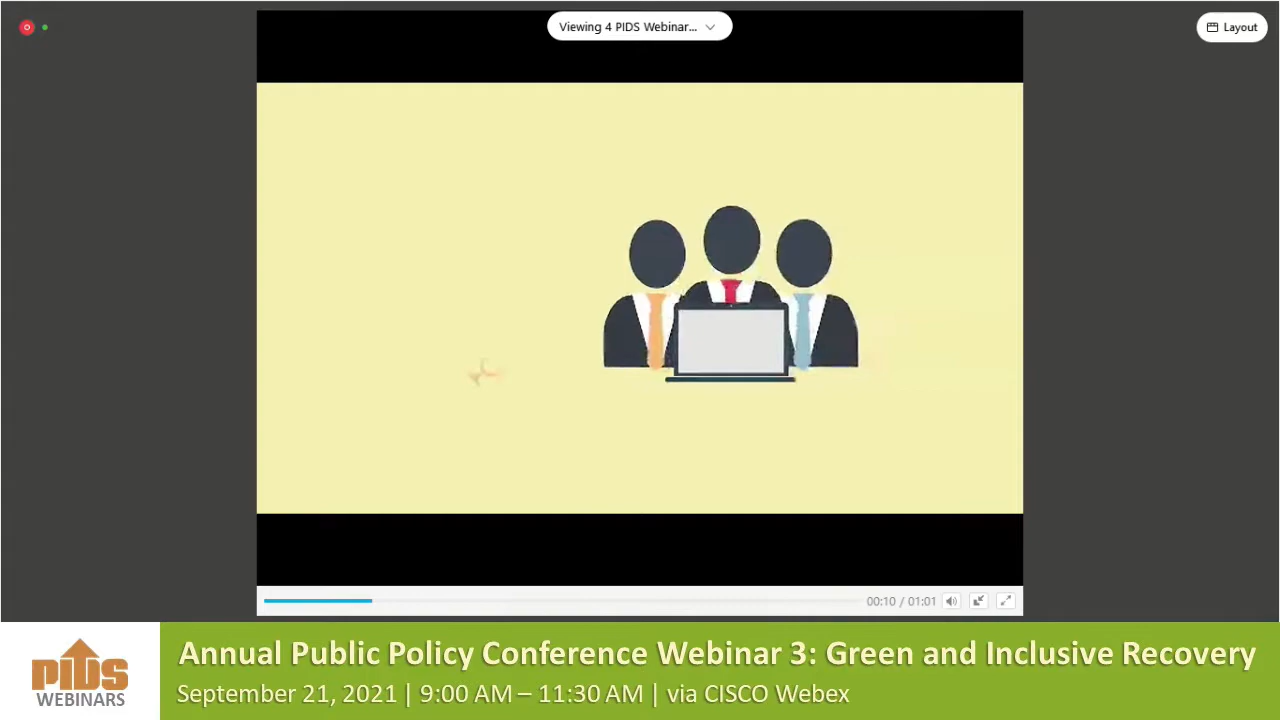 Viewing 4 PIDS Webinar...
Layout
00:10 / 01:01
PIDS
WEBINARS
Annual Public Policy Conference Webinar 3: Green and Inclusive Recovery
September 21, 2021 | 9:00 AM – 11:30 AM | via CISCO Webex